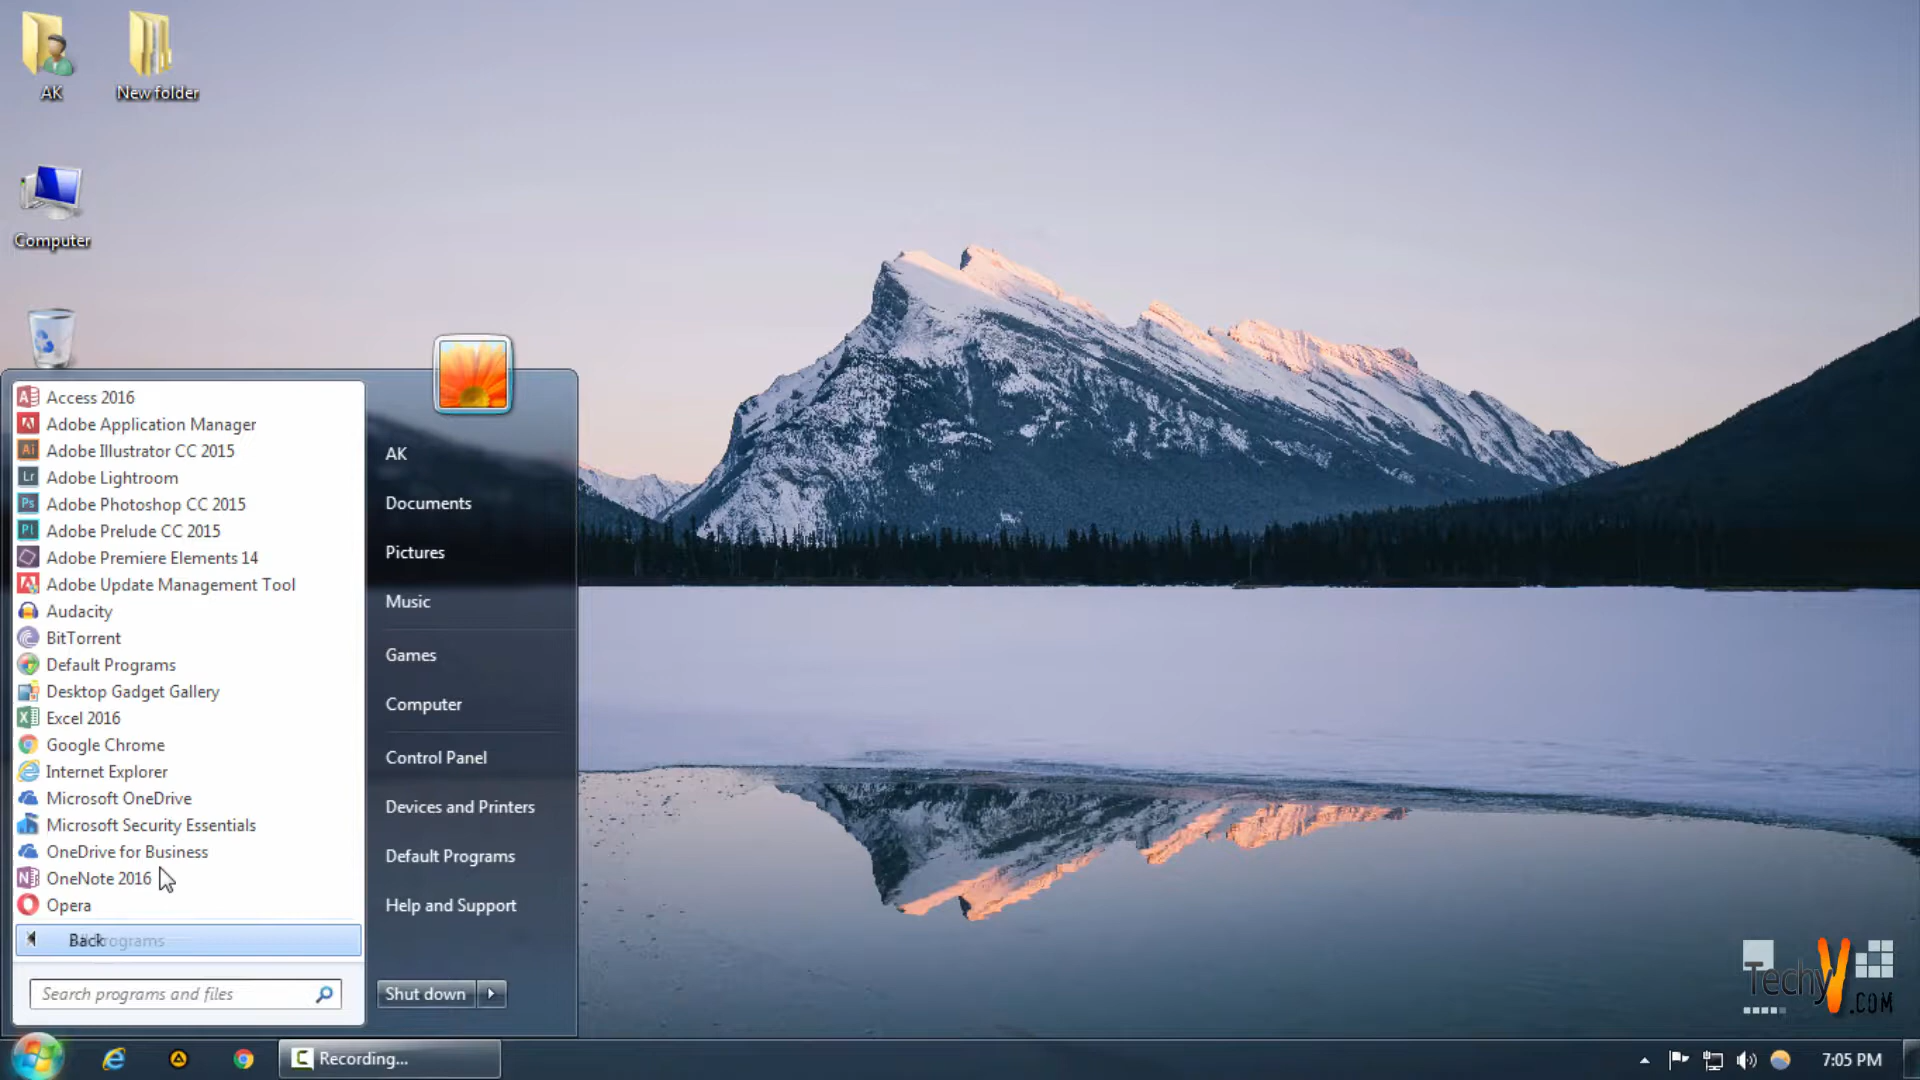 AK
New folder
Computer
Access 2016
Adobe Application Manager
Adobe Illustrator CC 2015
Adobe Lightroom
Adobe Photoshop CC 2015
Adobe Prelude CC 2015
Adobe Premiere Elements 14
Adobe Update Management Tool
Audacity
BitTorrent
Default Programs
Desktop Gadget Gallery
Excel 2016
Google Chrome
Internet Explorer
Microsoft OneDrive
Microsoft Security Essentials
OneDrive for Business
OneNote 2016
Opera
Back
Search programs and files
AK
Documents
Pictures
Music
Games
Computer
Control Panel
Devices and Printers
Default Programs
Help and Support
Shut down
TechyV
.COM
Recording...
7:05 PM